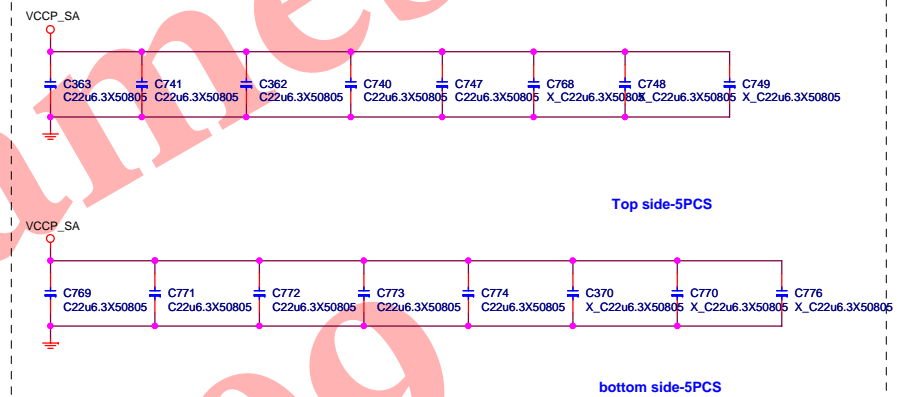 VCCP_SA
C363 C741 C362 C740 C747 C768 C748 C749
C22u6.3X50805 C22u6.3X50805 C22u6.3X50805 C22u6.3X50805 C22u6.3X50805 X_C22u6.3X50805 X_C22u6.3X50805 X_C22u6.3X50805
Top side-5PCS
VCCP_SA
C769 C771 C772 C773 C774 C370 C770 C776
C22u6.3X50805 C22u6.3X50805 C22u6.3X50805 C22u6.3X50805 C22u6.3X50805 X_C22u6.3X50805 X_C22u6.3X50805 X_C22u6.3X50805
bottom side-5PCS